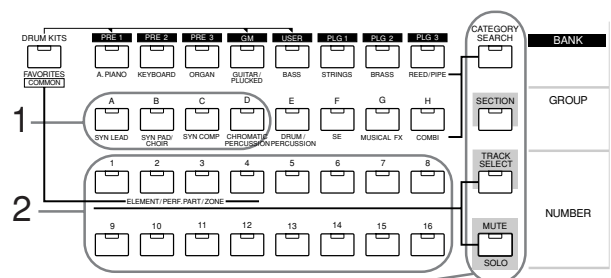 DRUM KITS PRE 1 PRE 2 PRE 3 GM USER PLG 1 PLG 2 PLG 3 CATEGORY SEARCH BANK
FAVORITES A. PIANO KEYBOARD ORGAN GUITAR/ PLUCKED BASS STRINGS BRASS REED/PIPE
COMMON
1 A B C D E F G H SECTION GROUP
SYN LEAD SYN PAD/ CHOIR SYN COMP CHROMATIC PERCUSSION DRUM / PERCUSSION SE MUSICAL FX COMBI
1 2 3 4 5 6 7 8 TRACK SELECT
2 ELEMENT/ PERF. PART/ ZONE NUMBER
9 10 11 12 13 14 15 16 MUTE
SOLO